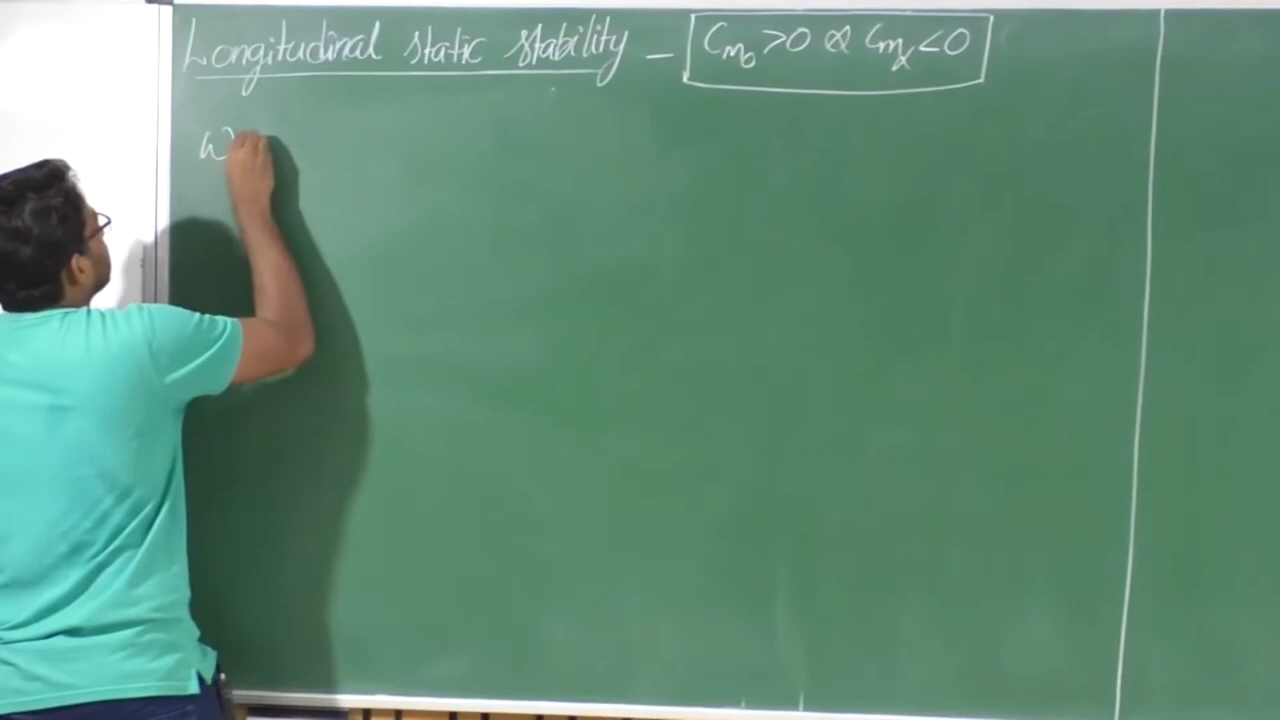 Longitudinal static stability - Cm₀ >0 & Cmα <0
W